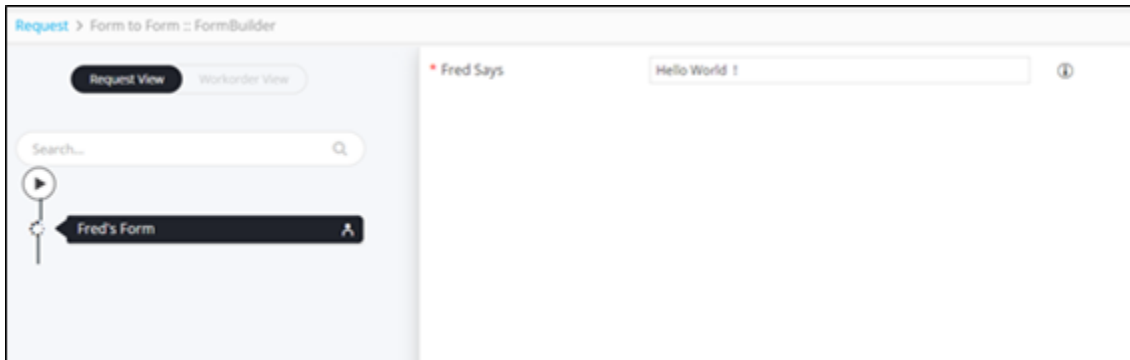 Request > Form to Form :: FormBuilder
Request View Workorder View
* Fred Says Hello World !
Search...
Fred's Form